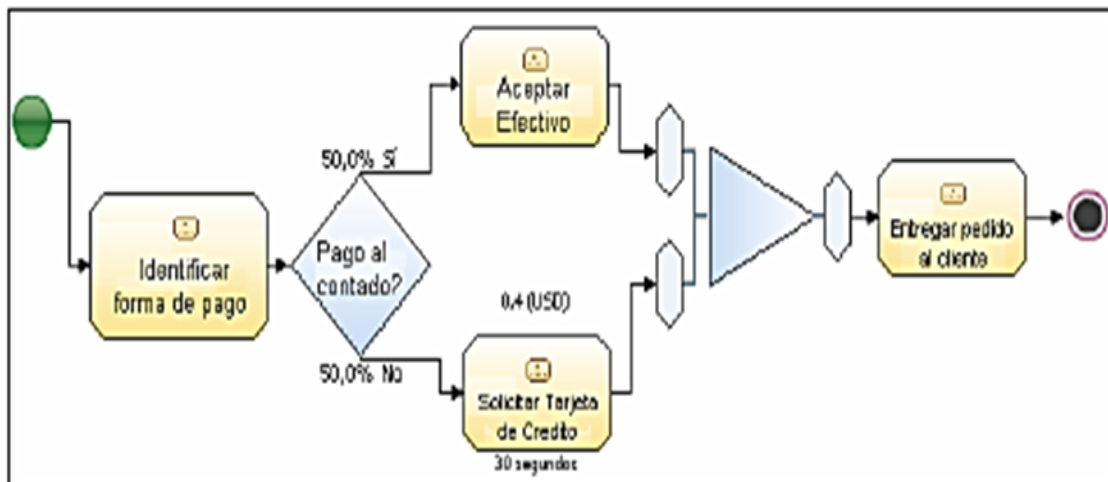 Identificar
forma de pago
50,0% Sí
Pago al
contado?
50,0% No
Aceptar
Efectivo
0,4 (USD)
Solicitar Tarjeta
de Credito
30 segundos
Entregar pedido
al cliente